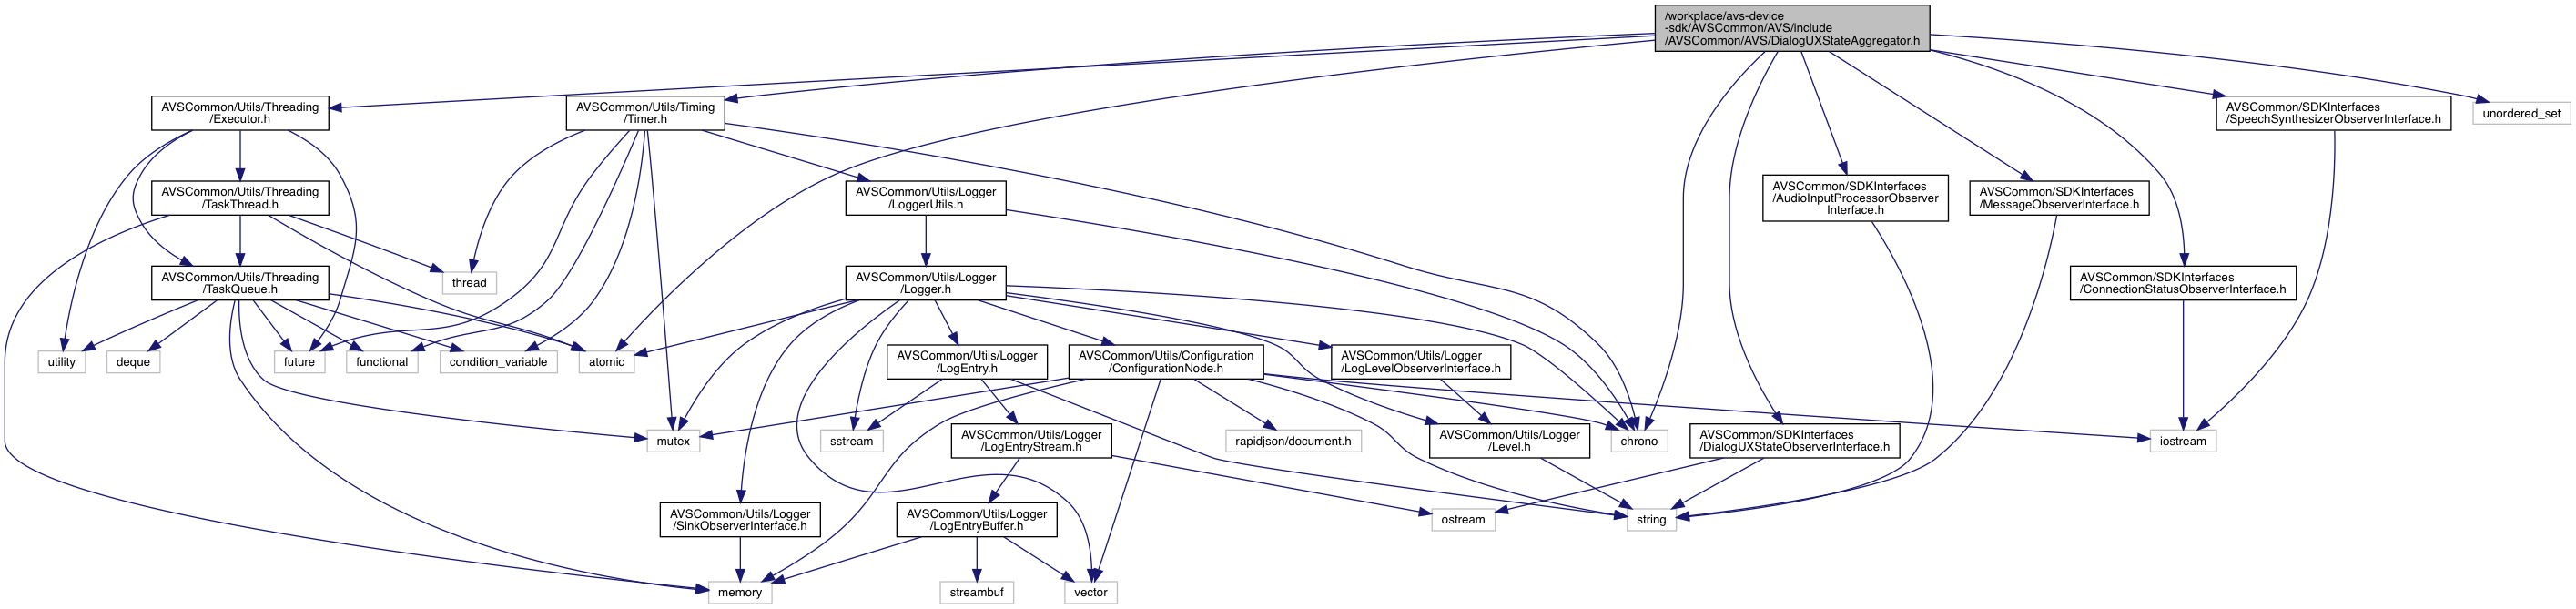 /workplace/avs-device
-sdk/AVSCommon/AVS/include
/AVSCommon/AVS/DialogUXStateAggregator.h
AVSCommon/Utils/Threading
/Executor.h
AVSCommon/Utils/Timing
/Timer.h
AVSCommon/SDKInterfaces
/SpeechSynthesizerObserverInterface.h
unordered_set
AVSCommon/Utils/Threading
/TaskThread.h
AVSCommon/Utils/Logger
/LoggerUtils.h
AVSCommon/SDKInterfaces
/AudioInputProcessorObserver
Interface.h
AVSCommon/SDKInterfaces
/MessageObserverInterface.h
AVSCommon/Utils/Threading
/TaskQueue.h
thread
AVSCommon/Utils/Logger
/Logger.h
AVSCommon/SDKInterfaces
/ConnectionStatusObserverInterface.h
utility
deque
future
functional
condition_variable
atomic
AVSCommon/Utils/Logger
/LogEntry.h
AVSCommon/Utils/Configuration
/ConfigurationNode.h
AVSCommon/Utils/Logger
/LogLevelObserverInterface.h
mutex
sstream
AVSCommon/Utils/Logger
/LogEntryStream.h
rapidjson/document.h
AVSCommon/Utils/Logger
/Level.h
chrono
AVSCommon/SDKInterfaces
/DialogUXStateObserverInterface.h
iostream
AVSCommon/Utils/Logger
/SinkObserverInterface.h
AVSCommon/Utils/Logger
/LogEntryBuffer.h
ostream
string
memory
streambuf
vector